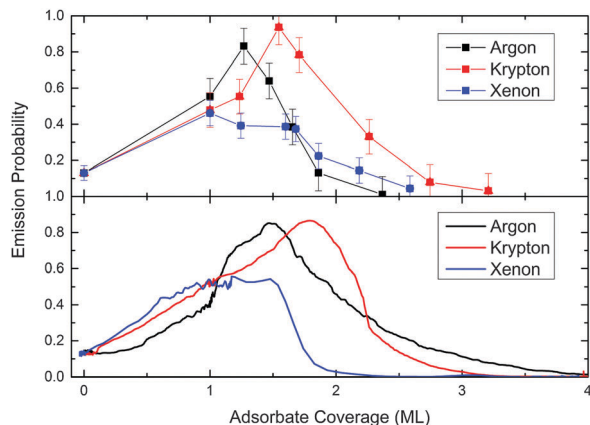 1.0
0.8
0.6
0.4
0.2
1.0
0.8
0.6
0.4
0.2
0.0
Emission Probability
Argon
Krypton
Xenon
Argon
Krypton
Xenon
0
1
2
3
4
Adsorbate Coverage (ML)